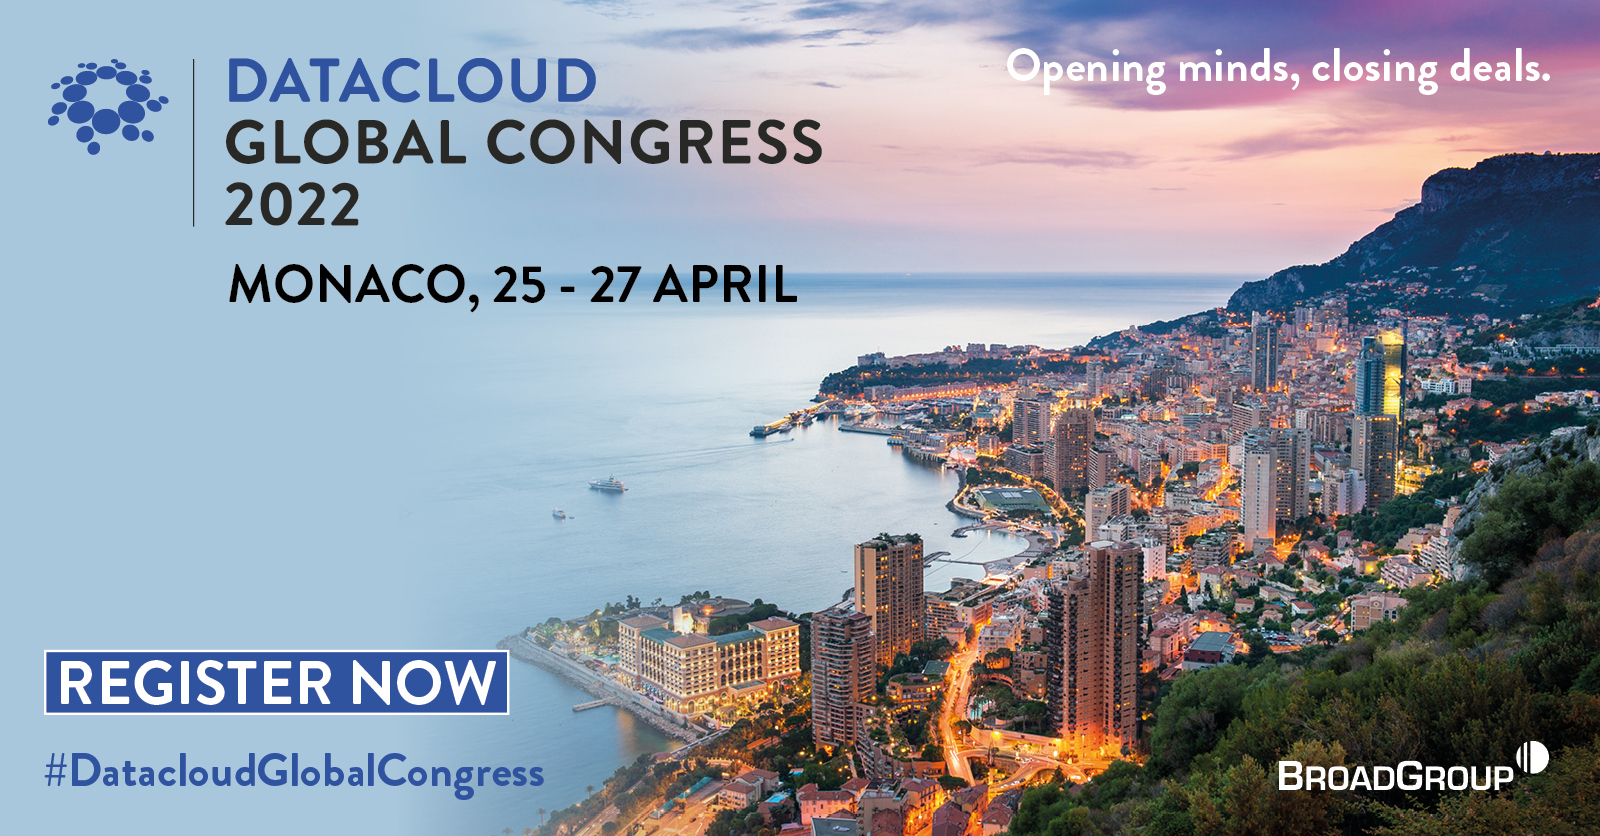 DATACLOUD
GLOBAL CONGRESS
2022
MONACO, 25 - 27 APRIL
Opening minds, closing deals.
REGISTER NOW
#DatacloudGlobalCongress
BROADGROUP